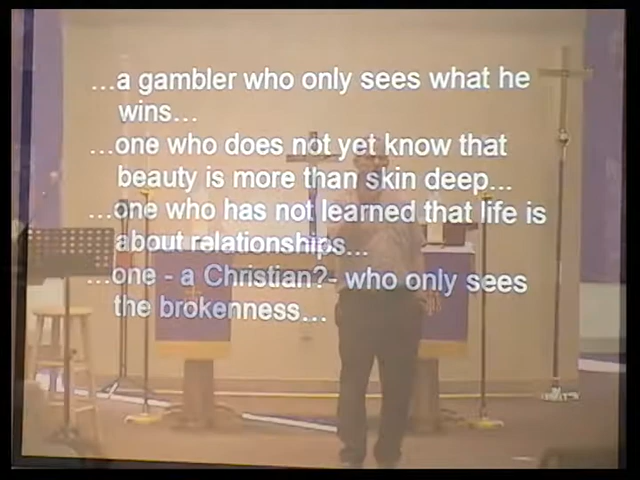 ...a gambler who only sees what he
wins...
...one who does not yet know that
beauty is more than skin deep...
...one who has not learned that life is
about relationships...
...one - a Christian?- who only sees
the brokenness...